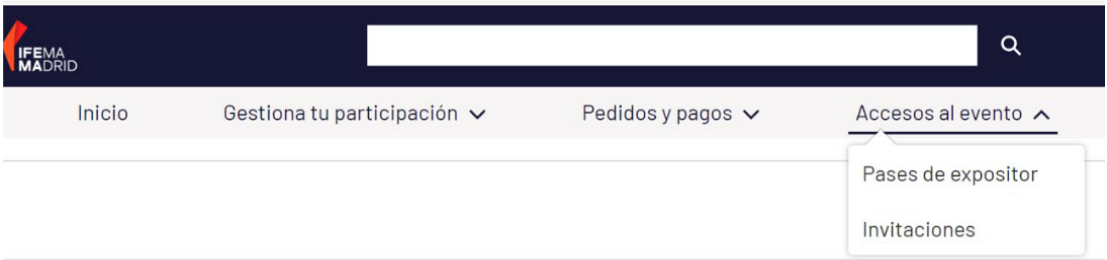 IFEMA
MADRID
Inicio
Gestiona tu participación
Pedidos y pagos
Accesos al evento
Pases de expositor
Invitaciones